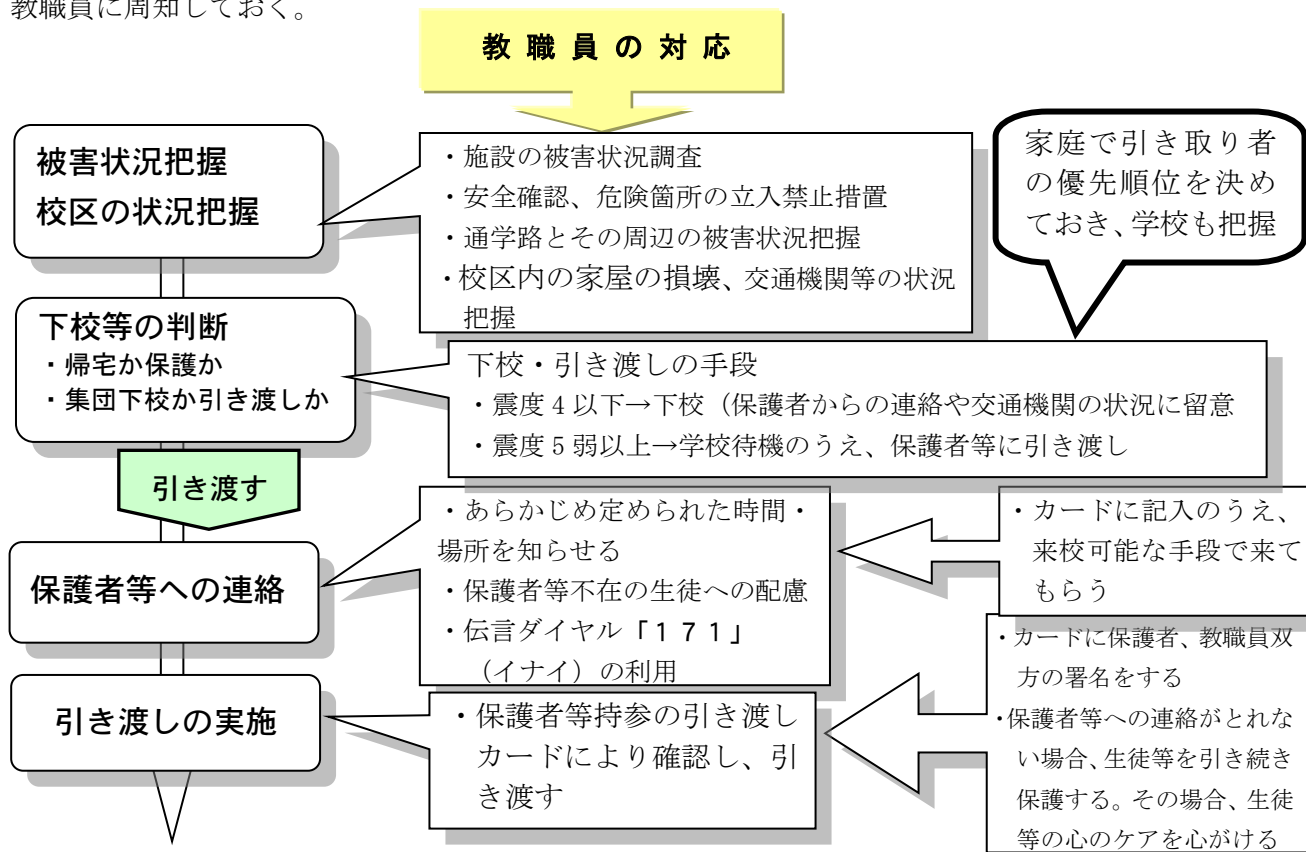 教職員に周知しておく。
教 職 員 の 対 応
被害状況把握
校区の状況把握
・施設の被害状況調査
・安全確認、危険箇所の立入禁止措置
・通学路とその周辺の被害状況把握
・校区内の家屋の損壊、交通機関等の状況
把握
家庭で引き取り者
の優先順位を決め
ておき、学校も把握
下校等の判断
・帰宅か保護か
・集団下校か引き渡しか
下校・引き渡しの手段
・震度４以下→下校（保護者からの連絡や交通機関の状況に留意
・震度５弱以上→学校待機のうえ、保護者等に引き渡し
引き渡す
保護者等への連絡
・あらかじめ定められた時間・
場所を知らせる
・保護者等不在の生徒への配慮
・伝言ダイヤル「１７１」
（イナイ）の利用
・カードに記入のうえ、
来校可能な手段で来て
もらう
引き渡しの実施
・保護者等持参の引き渡し
カードにより確認し、引
き渡す
・カードに保護者、教職員双
方の署名をする
・保護者等への連絡がとれな
い場合、生徒等を引き続き
保護する。その場合、生徒
等の心のケアを心がける